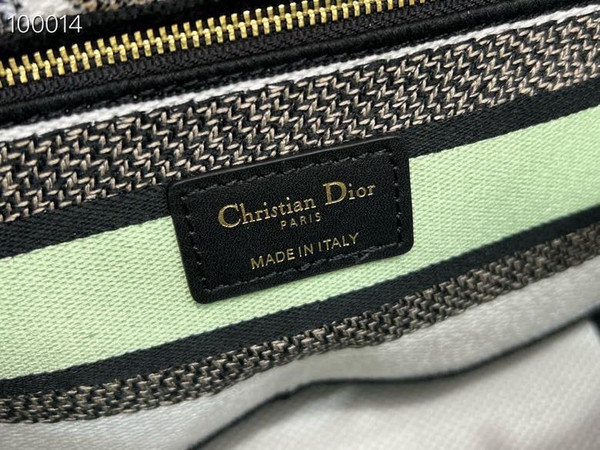 100014
Christian Dior
PARIS
MADE IN ITALY